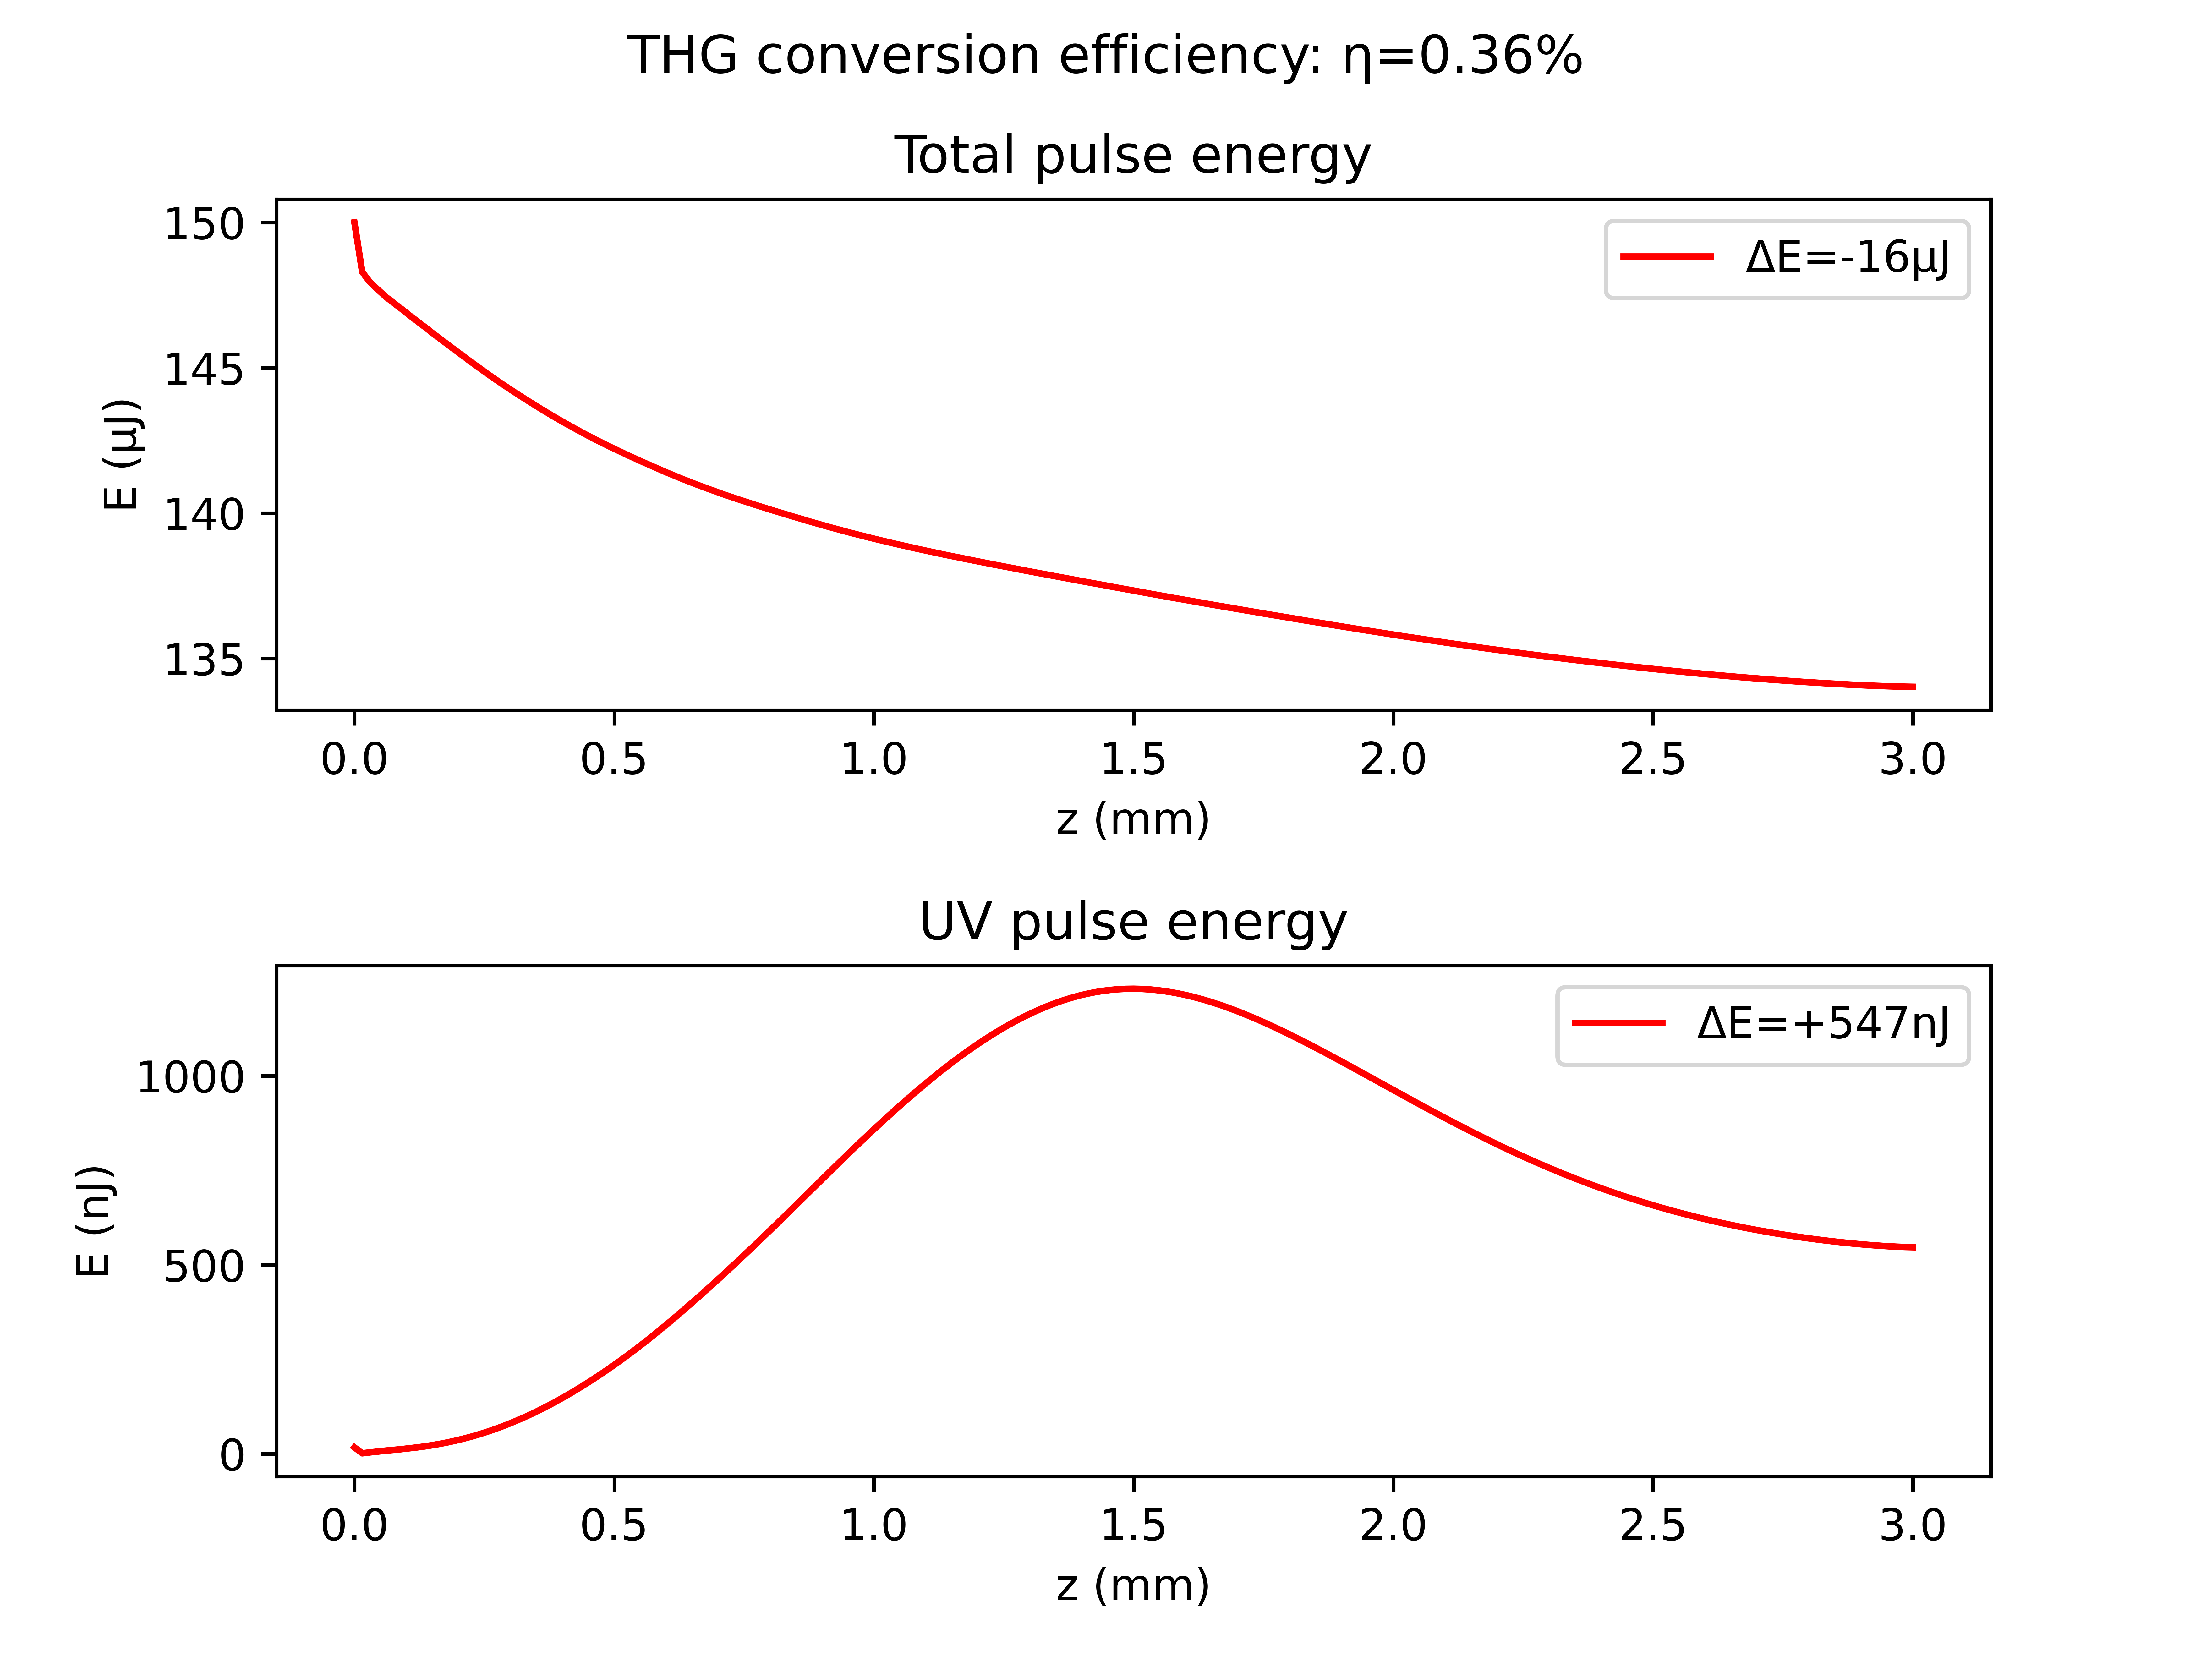 THG conversion efficiency: η=0.36%
Total pulse energy
150
145
140
135
E (µJ)
ΔE=-16µJ
0.0 0.5 1.0 1.5 2.0 2.5 3.0
z (mm)
UV pulse energy
1000
500
0
E (nJ)
ΔE=+547nJ
0.0 0.5 1.0 1.5 2.0 2.5 3.0
z (mm)